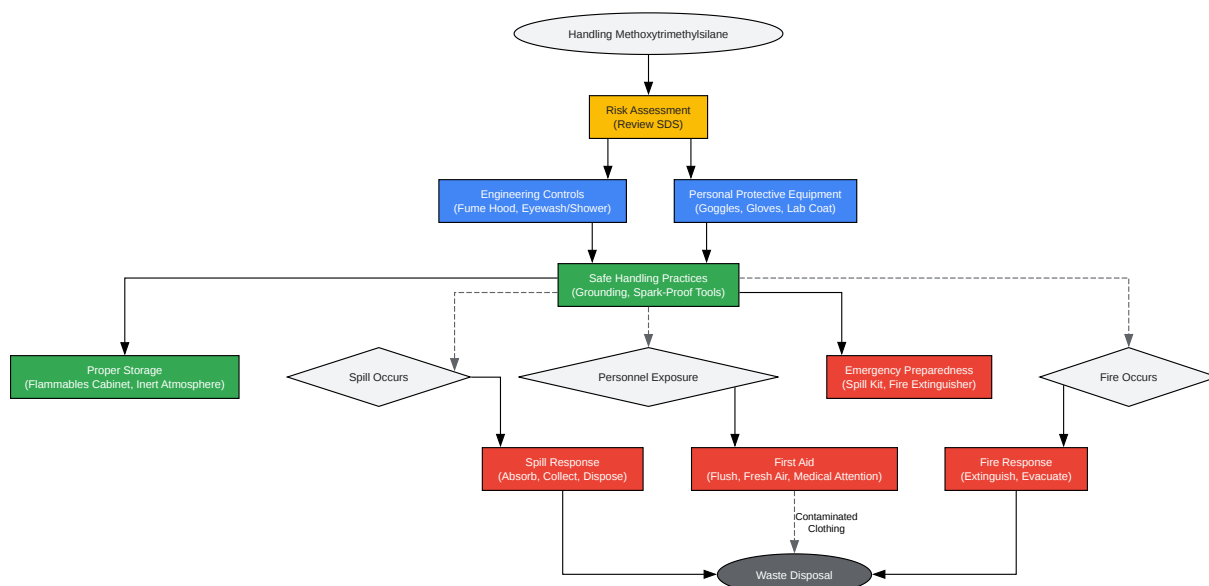 Handling Methoxytrimethylsilane
Risk Assessment
(Review SDS)
Engineering Controls
(Fume Hood, Eyewash/Shower)
Personal Protective Equipment
(Goggles, Gloves, Lab Coat)
Safe Handling Practices
(Grounding, Spark-Proof Tools)
Proper Storage
(Flammables Cabinet, Inert Atmosphere)
Spill Occurs
Personnel Exposure
Emergency Preparedness
(Spill Kit, Fire Extinguisher)
Fire Occurs
Spill Response
(Absorb, Collect, Dispose)
First Aid
(Flush, Fresh Air, Medical Attention)
Fire Response
(Extinguish, Evacuate)
Contaminated
Clothing
Waste Disposal